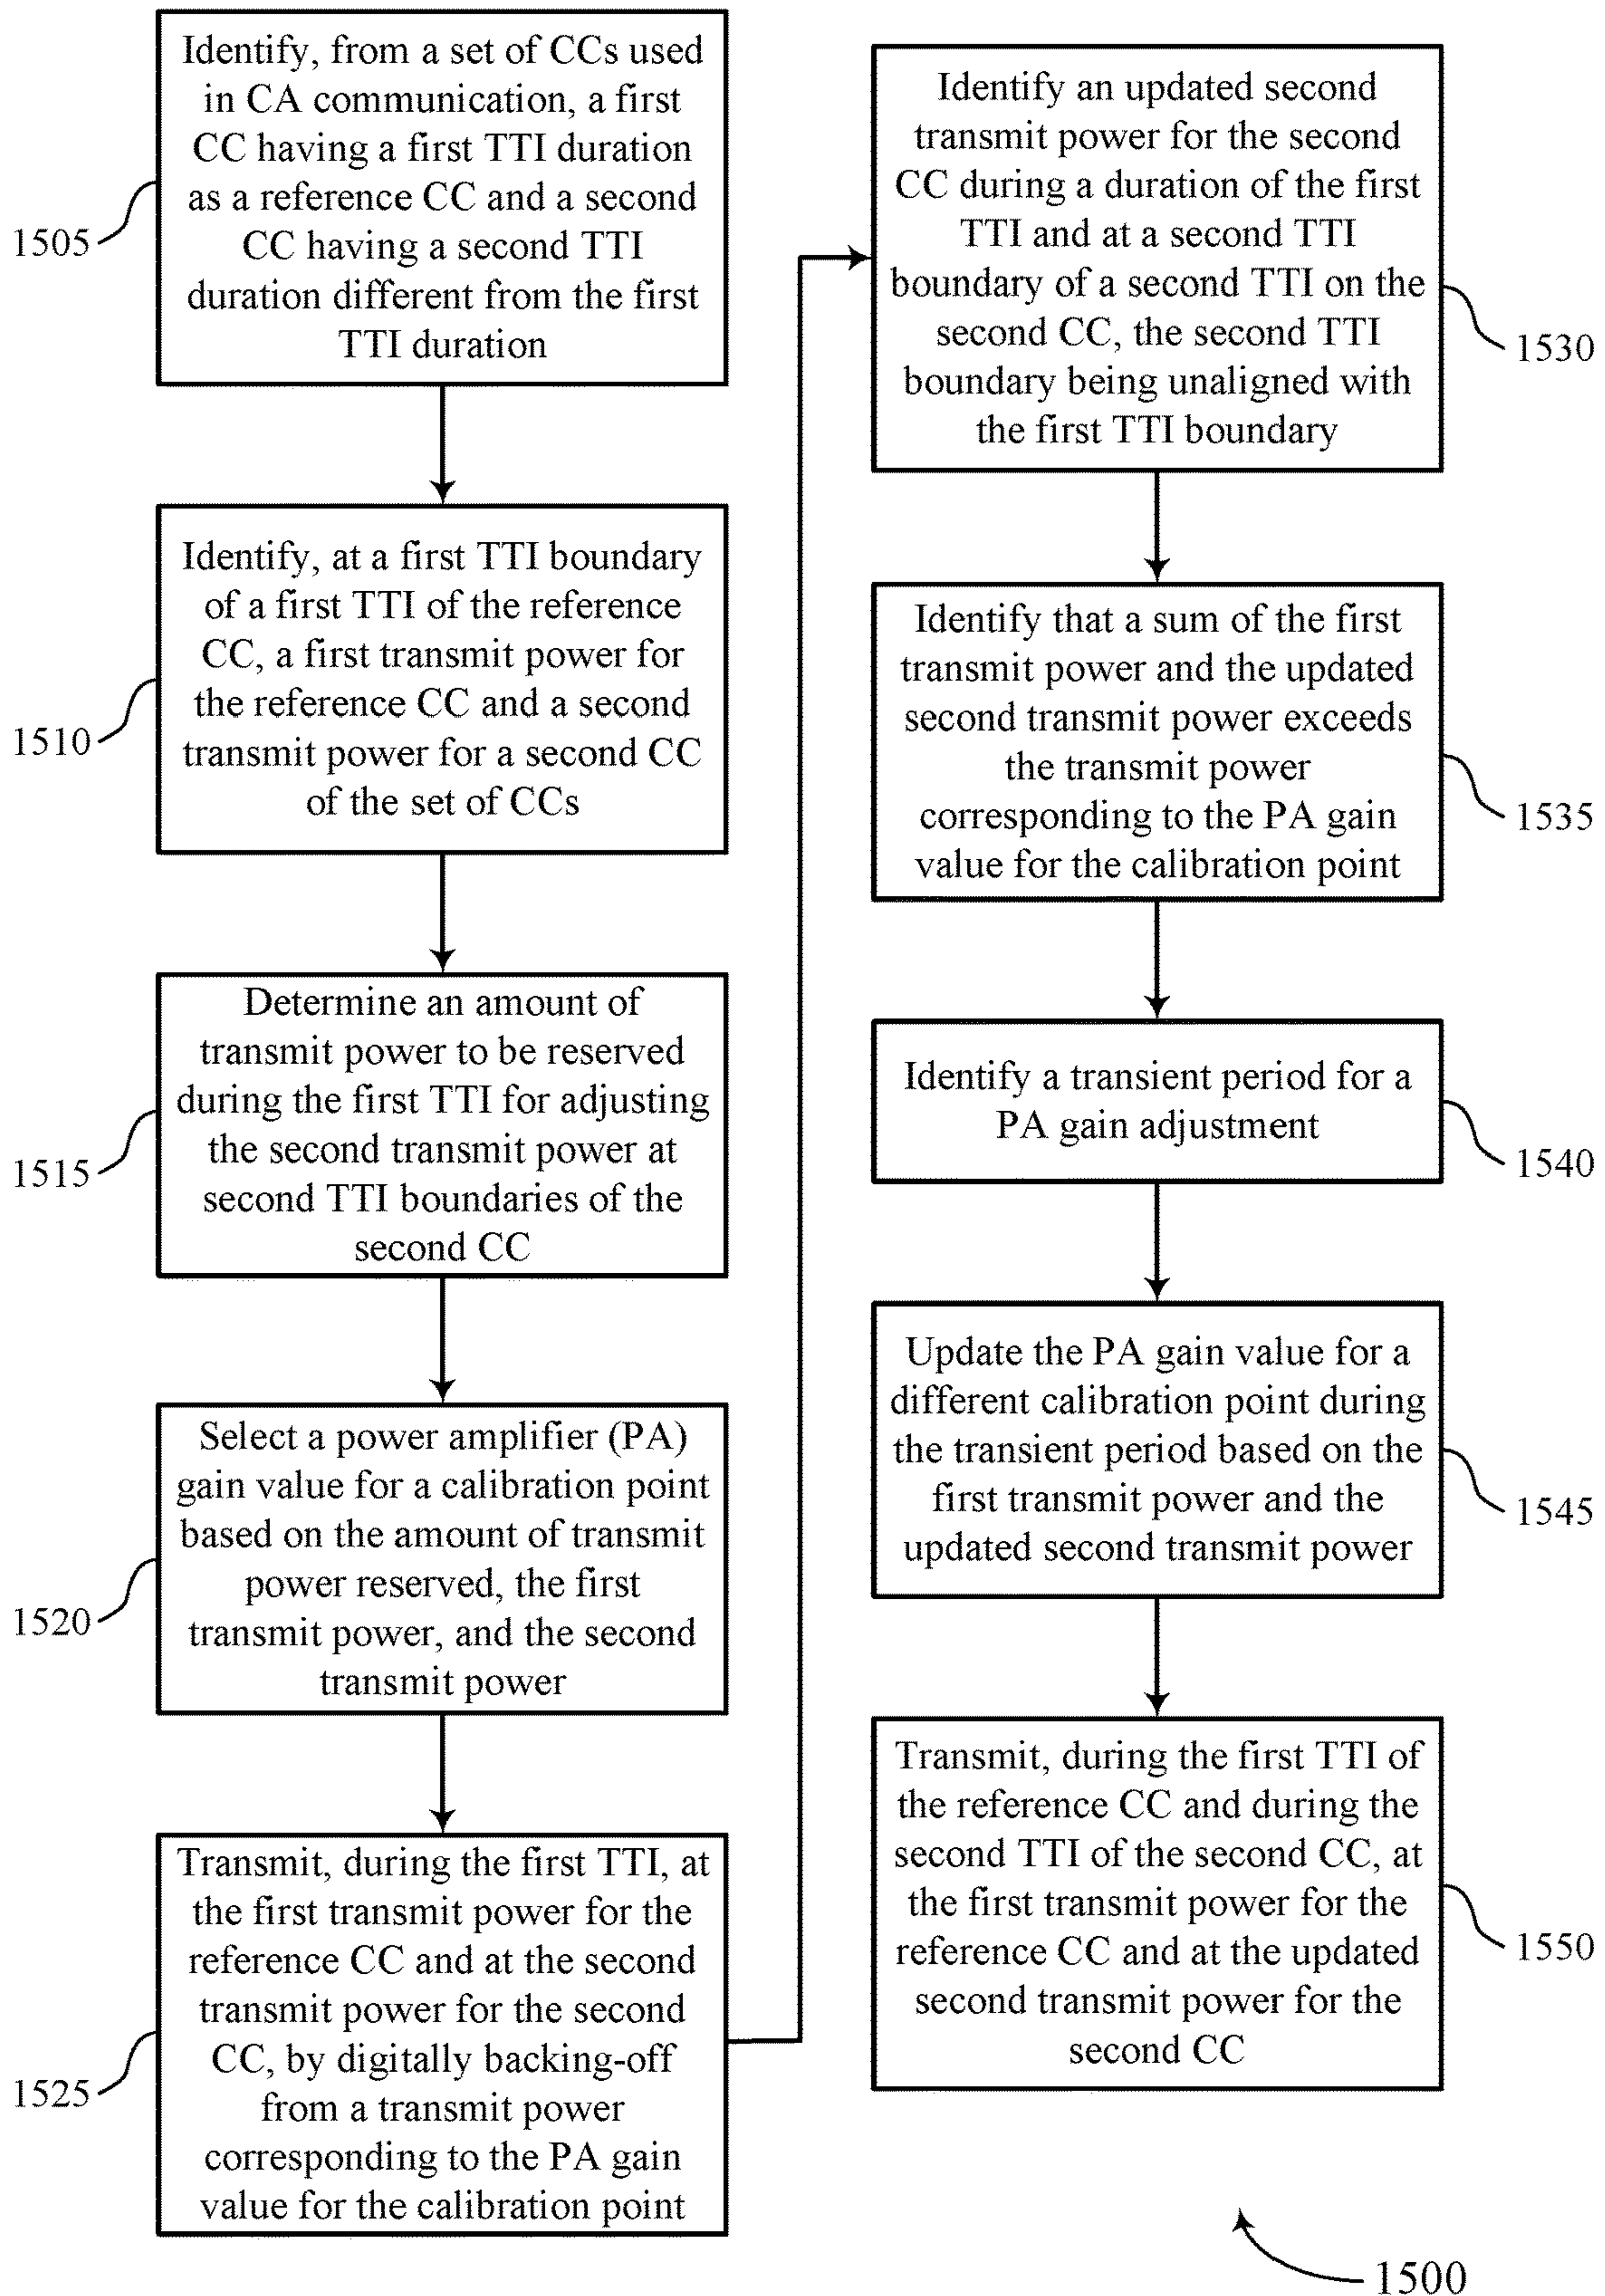 Identify, from a set of CCs used
in CA communication, a first
CC having a first TTI duration
as a reference CC and a second
CC having a second TTI
duration different from the first
TTI duration
1505
Identify, at a first TTI boundary
of a first TTI of the reference
CC, a first transmit power for
the reference CC and a second
transmit power for a second CC
of the set of CCs
1510
Determine an amount of
transmit power to be reserved
during the first TTI for adjusting
the second transmit power at
second TTI boundaries of the
second CC
1515
Select a power amplifier (PA)
gain value for a calibration point
based on the amount of transmit
power reserved, the first
transmit power, and the second
transmit power
1520
Transmit, during the first TTI, at
the first transmit power for the
reference CC and at the second
transmit power for the second
CC, by digitally backing-off
from a transmit power
corresponding to the PA gain
value for the calibration point
1525
Identify an updated second
transmit power for the second
CC during a duration of the first
TTI and at a second TTI
boundary of a second TTI on the
second CC, the second TTI
boundary being unaligned with
the first TTI boundary
1530
Identify that a sum of the first
transmit power and the updated
second transmit power exceeds
the transmit power
corresponding to the PA gain
value for the calibration point
1535
Identify a transient period for a
PA gain adjustment
1540
Update the PA gain value for a
different calibration point during
the transient period based on the
first transmit power and the
updated second transmit power
1545
Transmit, during the first TTI of
the reference CC and during the
second TTI of the second CC, at
the first transmit power for the
reference CC and at the updated
second transmit power for the
second CC
1550
1500